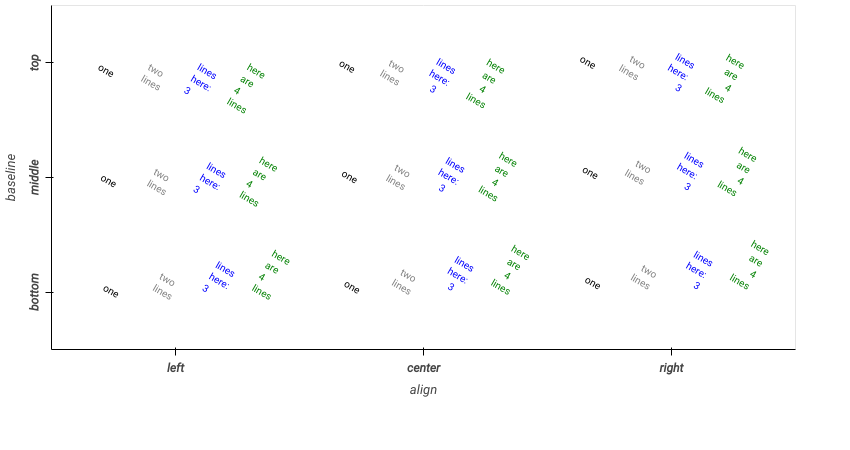 baseline
top
one
two
lines
lines
here:
3
here
are
4
lines
one
two
lines
lines
here:
3
here
are
4
lines
one
two
lines
lines
here:
3
here
are
4
lines
middle
one
two
lines
lines
here:
3
here
are
4
lines
one
two
lines
lines
here:
3
here
are
4
lines
one
two
lines
lines
here:
3
here
are
4
lines
bottom
one
two
lines
lines
here:
3
here
are
4
lines
one
two
lines
lines
here:
3
here
are
4
lines
one
two
lines
lines
here:
3
here
are
4
lines
left
center
right
align